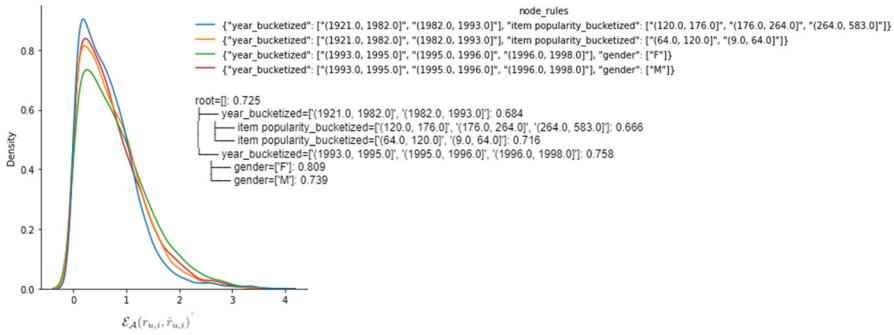 node_rules
{"year_bucketized": ["(1921.0, 1982.0]", "(1982.0, 1993.0]"], "item popularity_bucketized": ["(120.0, 176.0]", "(176.0, 264.0]", "(264.0, 583.0]"]}
{"year_bucketized": ["(1921.0, 1982.0]", "(1982.0, 1993.0]"], "item popularity_bucketized": ["(64.0, 120.0]", "(9.0, 64.0]"]}
{"year_bucketized": ["(1993.0, 1995.0]", "(1995.0, 1996.0]", "(1996.0, 1998.0]"], "gender": ["F"]}
{"year_bucketized": ["(1993.0, 1995.0]", "(1995.0, 1996.0]", "(1996.0, 1998.0]"], "gender": ["M"]}
root=[]: 0.725
├── year_bucketized=['(1921.0, 1982.0]', '(1982.0, 1993.0]']: 0.684
│ ├── item popularity_bucketized=['(120.0, 176.0]', '(176.0, 264.0]', '(264.0, 583.0]']: 0.666
│ └── item popularity_bucketized=['(64.0, 120.0]', '(9.0, 64.0]']: 0.716
└── year_bucketized=['(1993.0, 1995.0]', '(1995.0, 1996.0]', '(1996.0, 1998.0]']: 0.758
├── gender=['F']: 0.809
└── gender=['M']: 0.739
Density
0.8
0.6
0.4
0.2
0.0
0 1 2 3 4
ℰ_𝒜(r_{u,i}, r̂_{u,i})